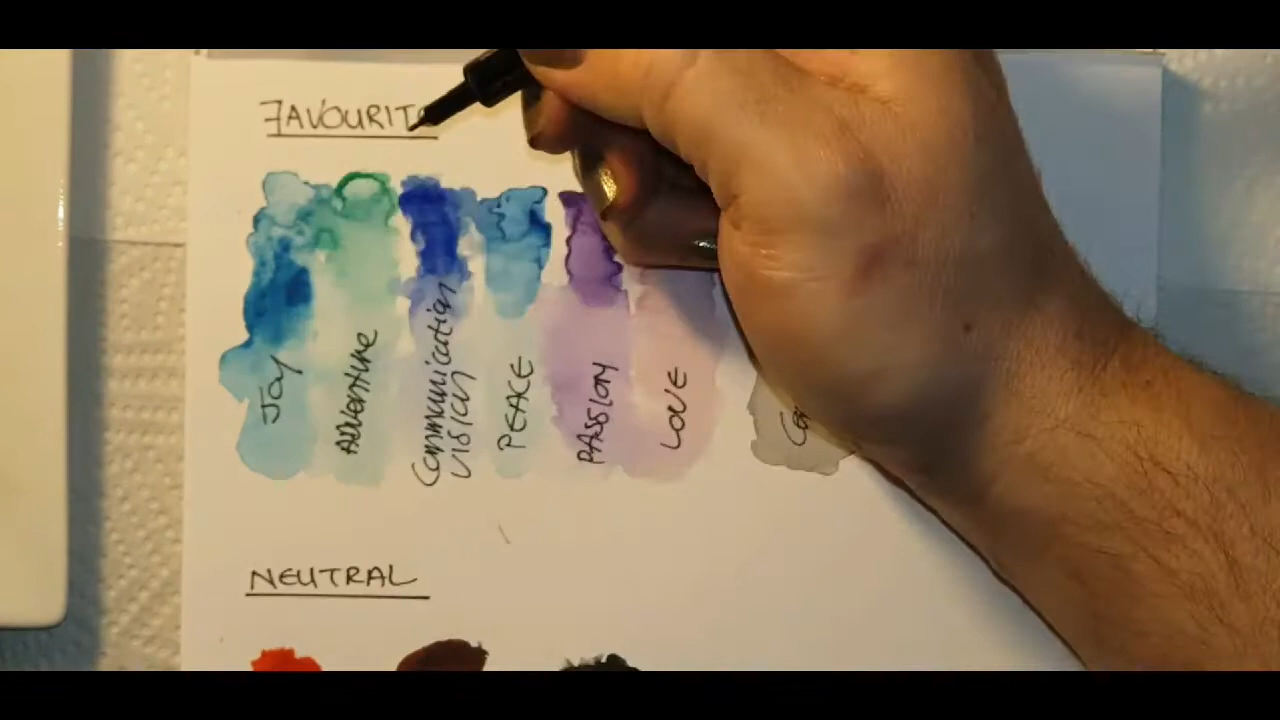 FAVOURITE
Joy
Adventure
Communication
VISION
PEACE
PASSION
LOVE
NEUTRAL